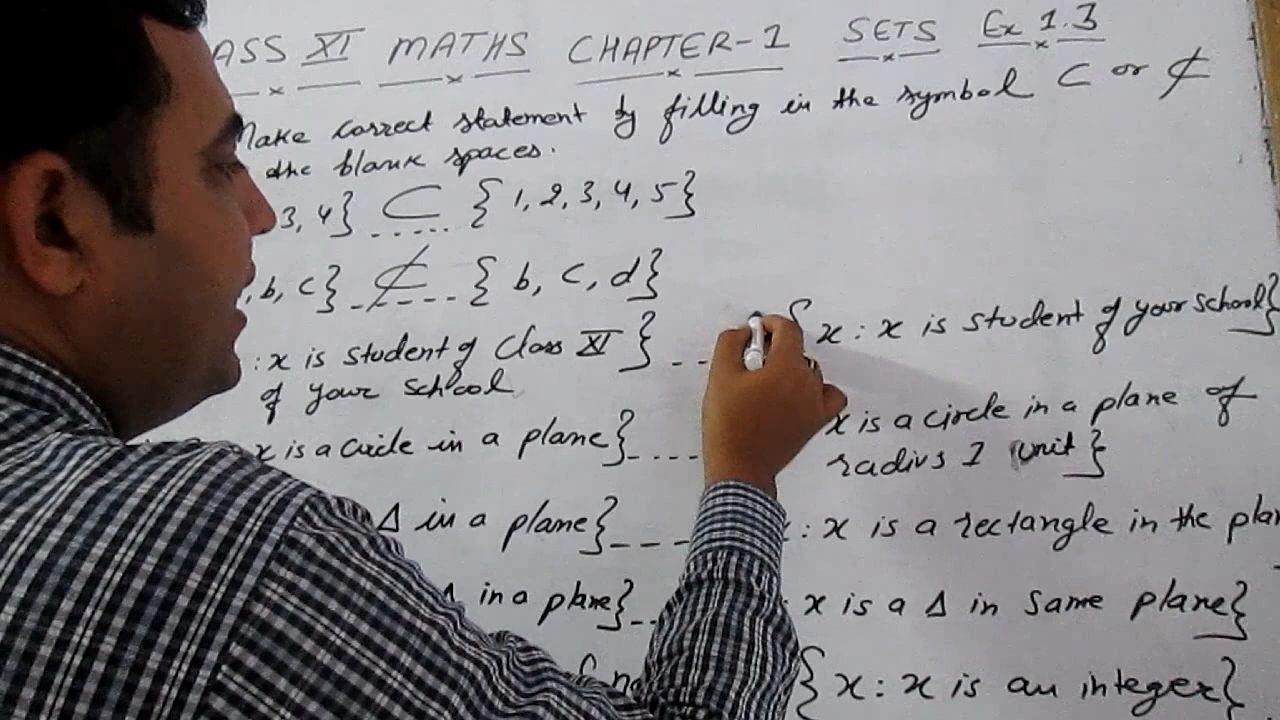 ASS XI MATHS CHAPTER-1 SETS Ex 1.3
Make correct statement by filling in the symbol ⊂ or ⊄
the blank spaces.
3, 4} ⊂ {1, 2, 3, 4, 5}
, b, c} ⊄ {b, c, d}
: x is student of Class XI } ... { x : x is student of your school}
of your school
x is a circle in a plane} .... x is a circle in a plane of
radius 1 unit}
Δ in a plane} _ _ _ : x is a rectangle in the plan
Δ in a plane} _ _ : x is a Δ in same plane}
{ x : x is an integer}